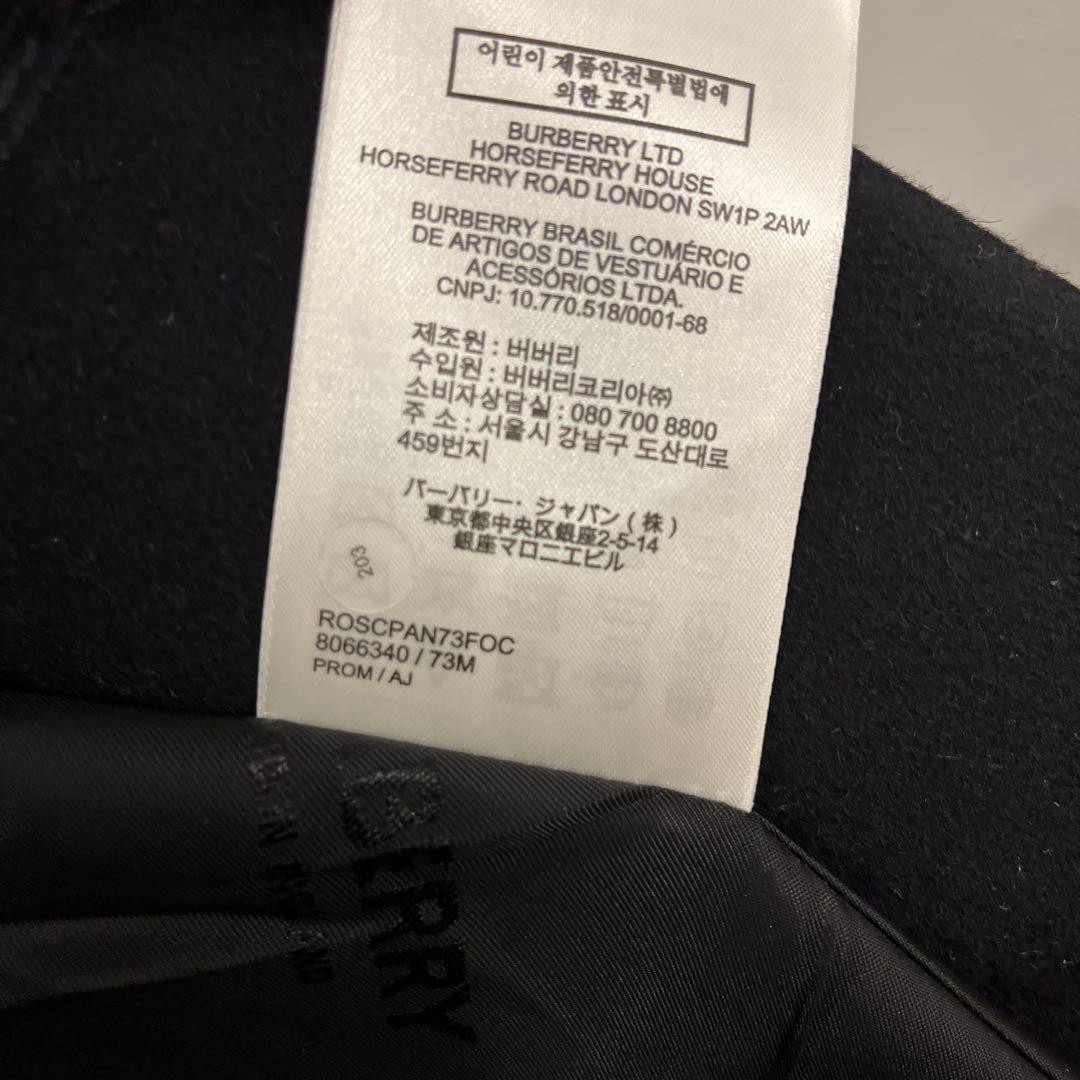 어린이 제품안전특별법에
의한 표시
BURBERRY LTD
HORSEFERRY HOUSE
HORSEFERRY ROAD LONDON SW1P 2AW
BURBERRY BRASIL COMÉRCIO
DE ARTIGOS DE VESTUÁRIO E
ACESSÓRIOS LTDA.
CNPJ: 10.770.518/0001-68
제조원 : 버버리
수입원 : 버버리코리아㈜
소비자상담실 : 080 700 8800
주 소 : 서울시 강남구 도산대로
459번지
バーバリー・ジャパン ( 株 )
東京都中央区銀座2-5-14
銀座マロニエビル
203
ROSCPAN73FOC
8066340 / 73M
PROM / AJ
ERRY